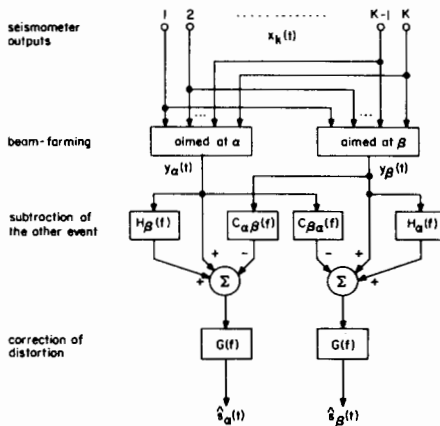 seismometer outputs
1 2 ........... K-1 K
x_k(t)
... ...
beam-farming
aimed at α aimed at β
y_α(t) y_β(t)
subtraction of the other event
H_β(f) C_αβ(f) C_βα(f) H_α(f)
+ + − − + +
Σ Σ
correction of distortion
G(f) G(f)
ŝ_α(t) ŝ_β(t)